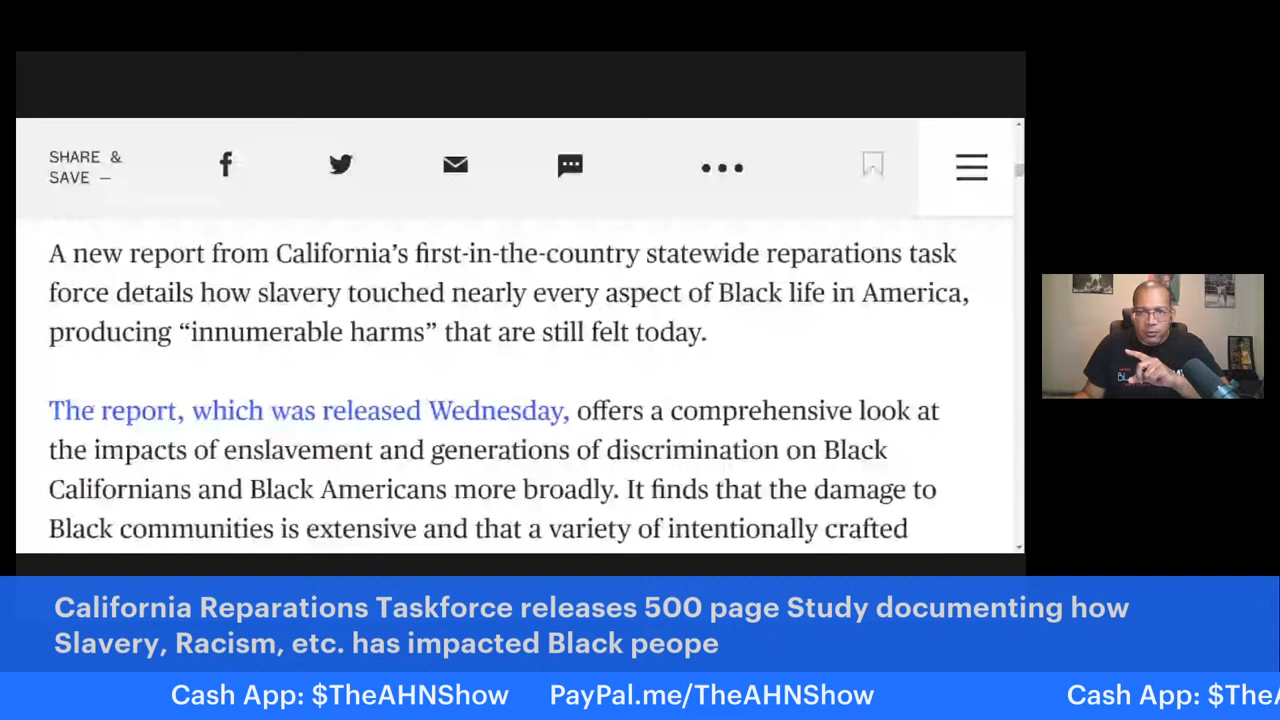 SHARE &
SAVE —
A new report from California’s first-in-the-country statewide reparations task
force details how slavery touched nearly every aspect of Black life in America,
producing “innumerable harms” that are still felt today.
The report, which was released Wednesday, offers a comprehensive look at
the impacts of enslavement and generations of discrimination on Black
Californians and Black Americans more broadly. It finds that the damage to
Black communities is extensive and that a variety of intentionally crafted
California Reparations Taskforce releases 500 page Study documenting how
Slavery, Racism, etc. has impacted Black peope
Cash App: $TheAHNShow PayPal.me/TheAHNShow Cash App: $The